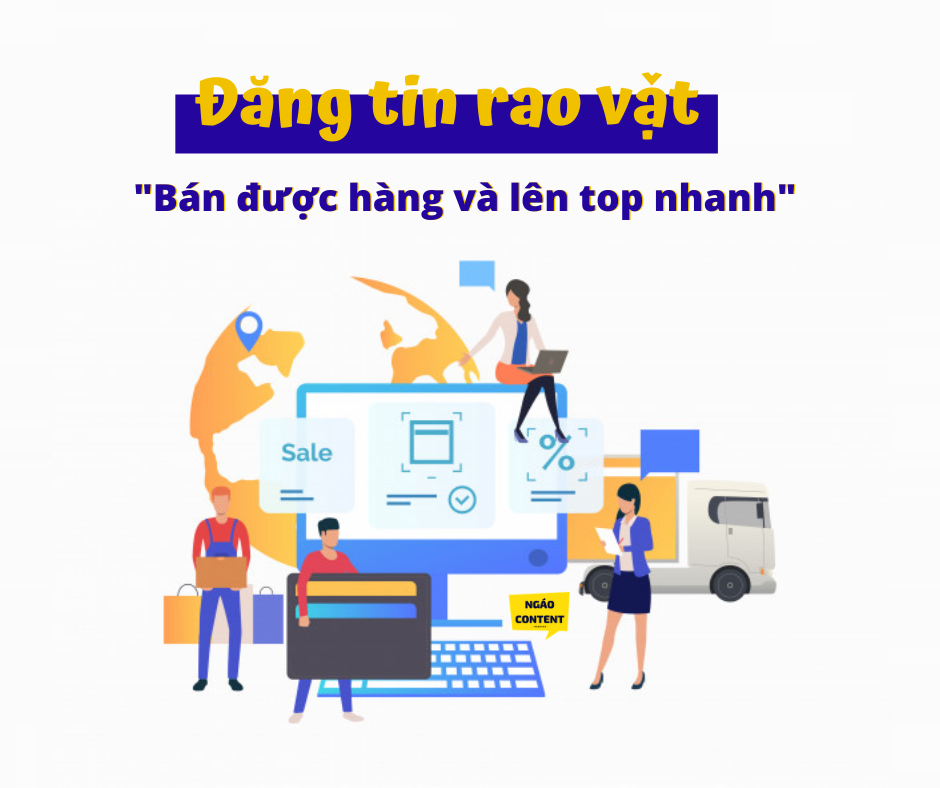 Đăng tin rao vặt
"Bán được hàng và lên top nhanh"
Sale
%
NGÁO
CONTENT